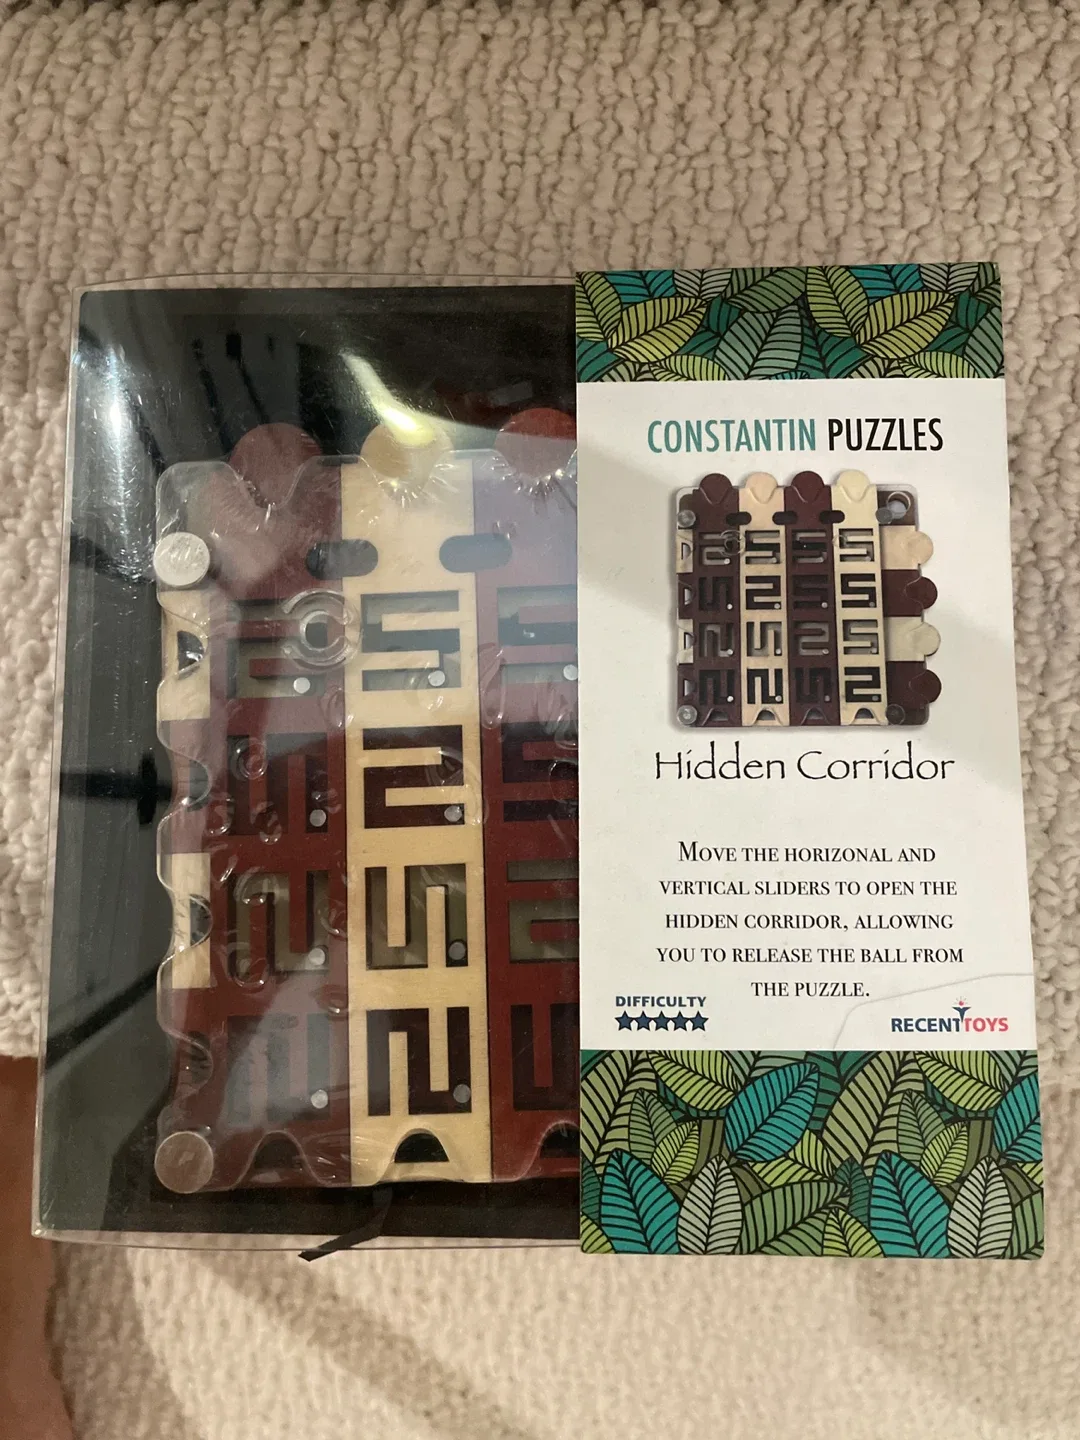 CONSTANTIN PUZZLES
Hidden Corridor
MOVE THE HORIZONAL AND
VERTICAL SLIDERS TO OPEN THE
HIDDEN CORRIDOR, ALLOWING
YOU TO RELEASE THE BALL FROM
THE PUZZLE.
DIFFICULTY
RECENTTOYS